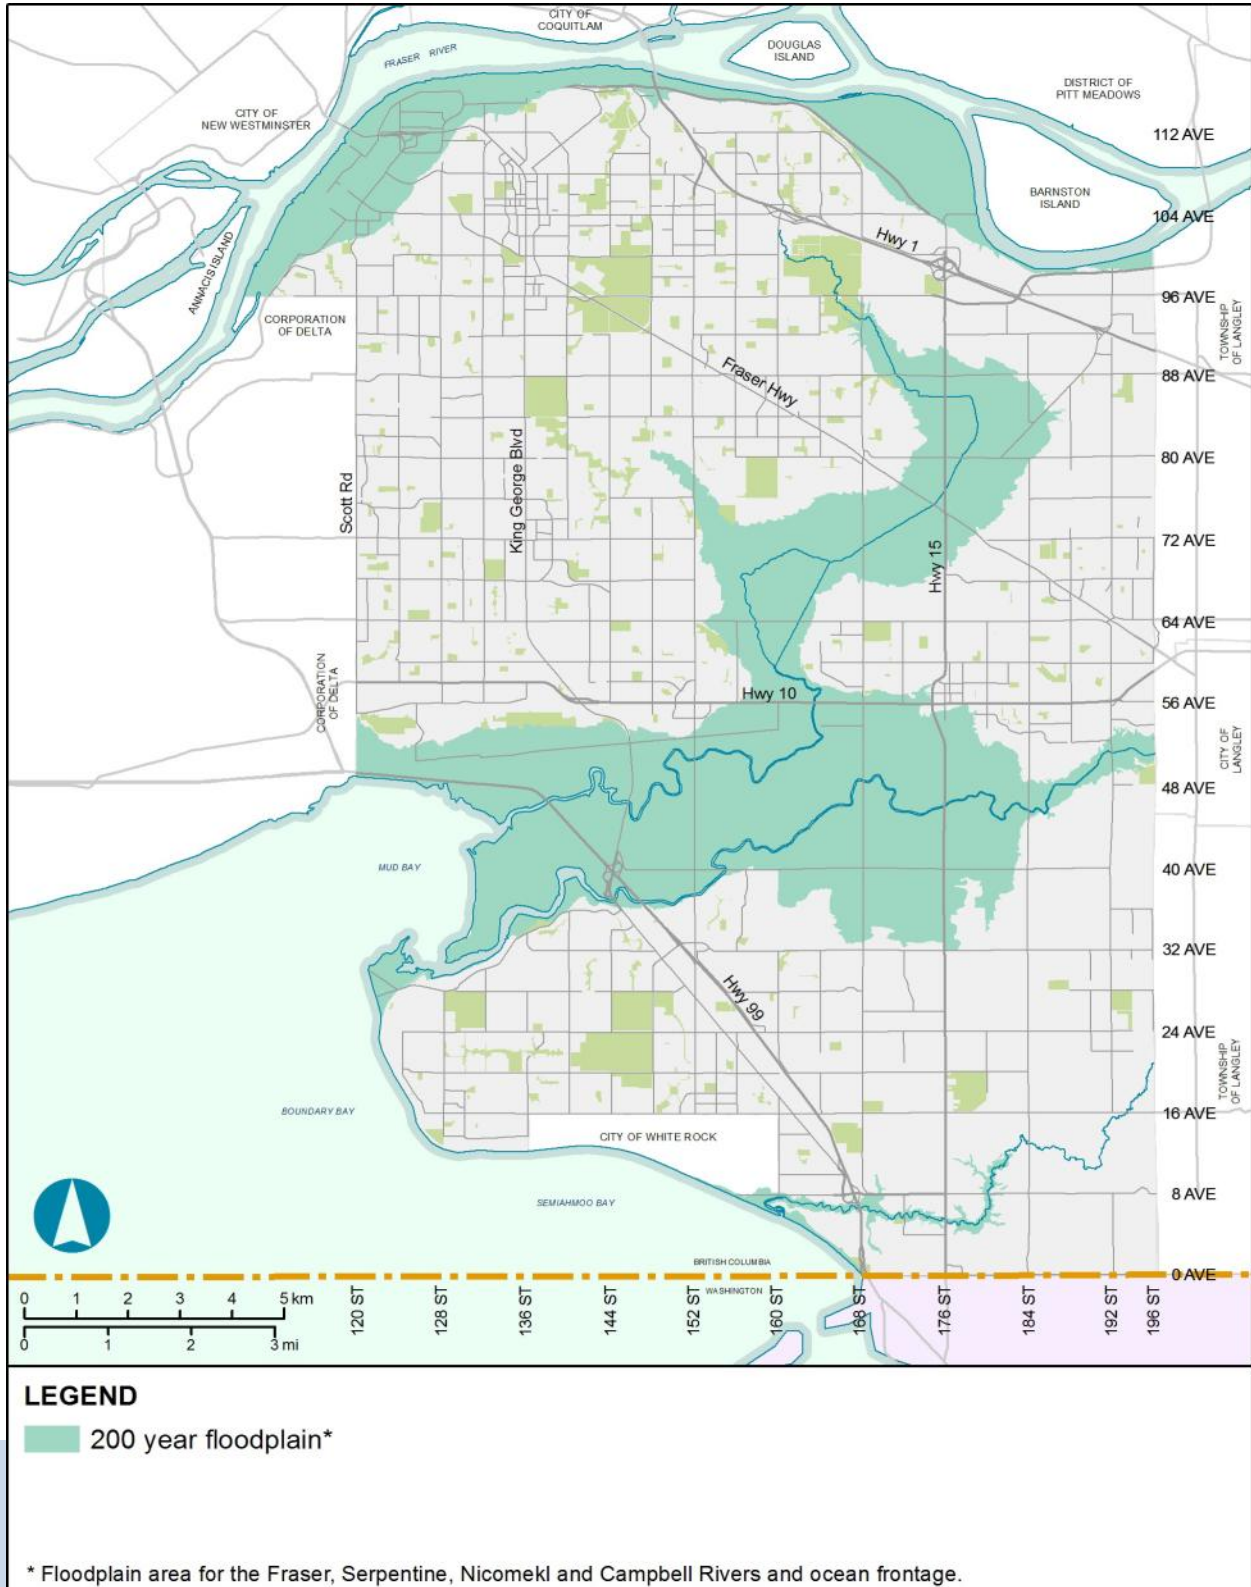 CITY OF
COQUITLAM
FRASER RIVER
DOUGLAS
ISLAND
DISTRICT OF
PITT MEADOWS
CITY OF
NEW WESTMINSTER
112 AVE
BARNSTON
ISLAND
104 AVE
Hwy 1
ANNACIS ISLAND
96 AVE
CORPORATION
OF DELTA
TOWNSHIP
OF LANGLEY
Fraser Hwy
88 AVE
King George Blvd
80 AVE
Scott Rd
72 AVE
Hwy 15
64 AVE
CORPORATION
OF DELTA
Hwy 10
56 AVE
CITY OF
LANGLEY
48 AVE
MUD BAY
40 AVE
32 AVE
Hwy 99
24 AVE
TOWNSHIP
OF LANGLEY
BOUNDARY BAY
16 AVE
CITY OF WHITE ROCK
8 AVE
SEMIAHMOO BAY
BRITISH COLUMBIA
0 AVE
WASHINGTON
0 1 2 3 4 5 km
0 1 2 3 mi
120 ST
128 ST
136 ST
144 ST
152 ST
160 ST
168 ST
176 ST
184 ST
192 ST
196 ST
LEGEND
200 year floodplain*
* Floodplain area for the Fraser, Serpentine, Nicomekl and Campbell Rivers and ocean frontage.